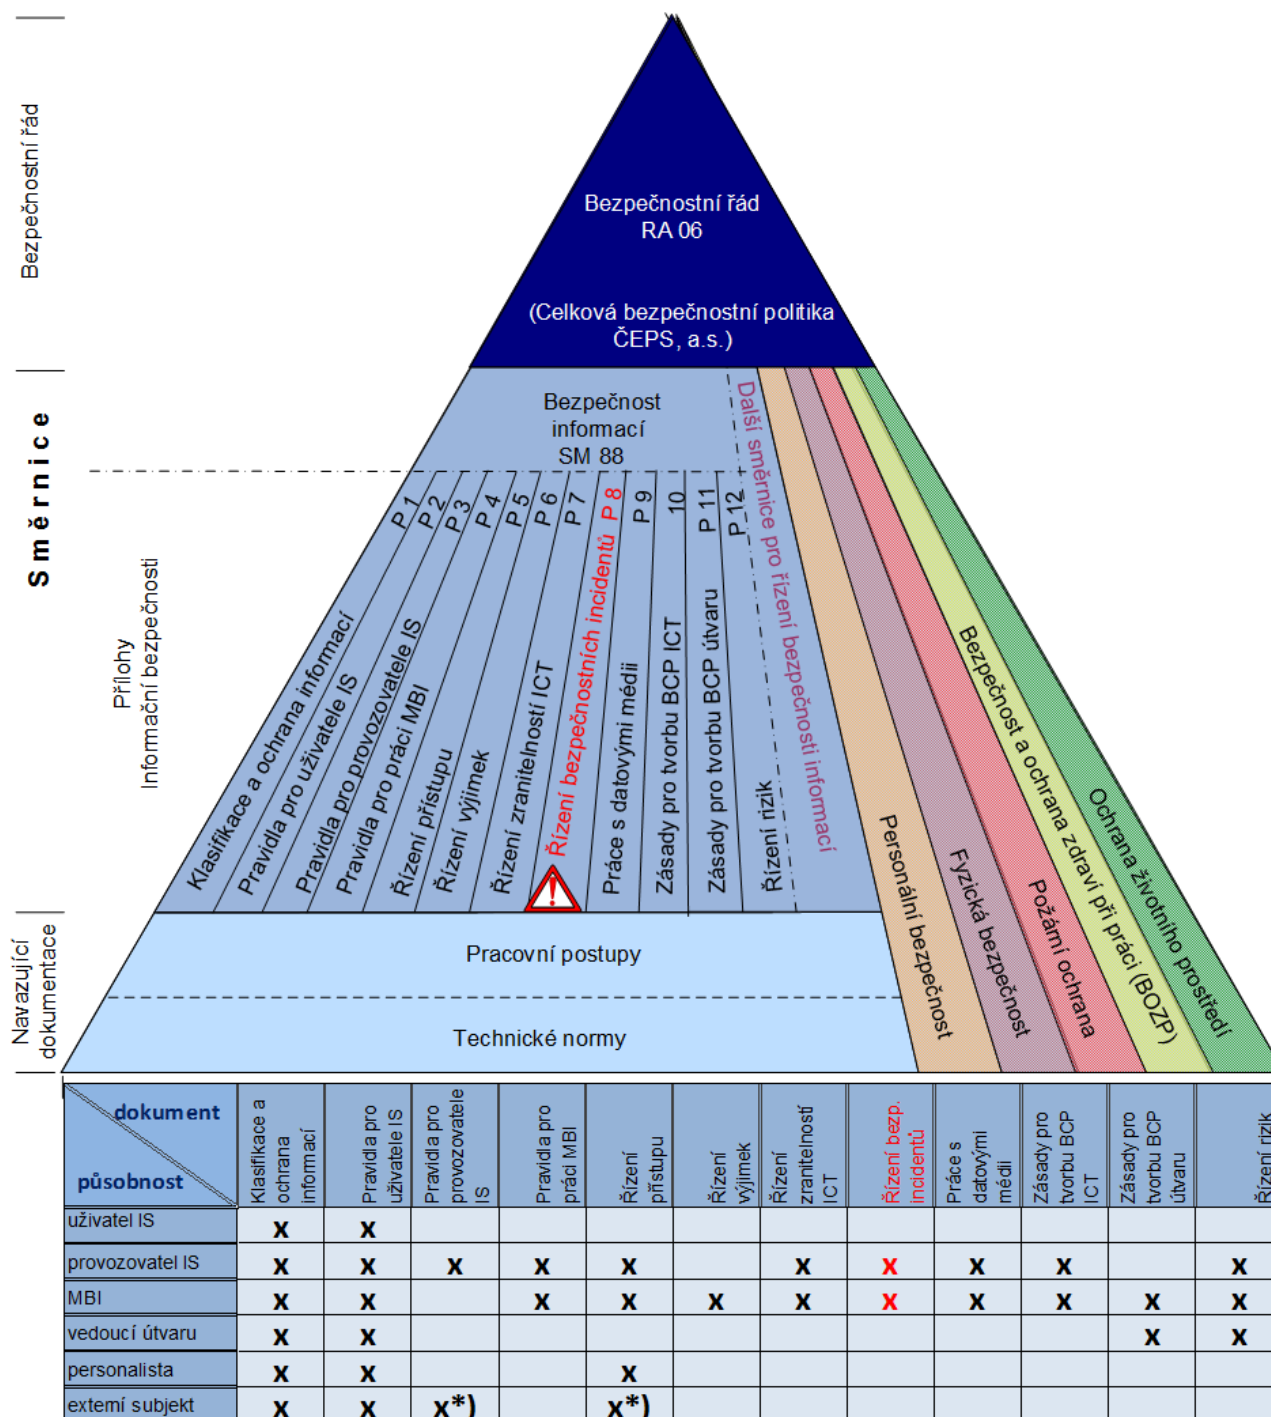 Bezpečnostní řád
Bezpečnostní řád
RA 06
(Celková bezpečnostní politika
ČEPS, a.s.)
Směrnice
Bezpečnost
informací
SM 88
Další směrnice pro řízení bezpečnosti informací
Přílohy
Informační bezpečnosti
P 1
P 2
P 3
P 4
P 5
P 6
P 7
P 8
P 9
10
P 11
P 12
Klasifikace a ochrana informací
Pravidla pro uživatele IS
Pravidla pro provozovatele IS
Pravidla pro práci MBI
Řízení přístupu
Řízení výjimek
Řízení zranitelností ICT
Řízení bezpečnostních incidentů
Práce s datovými médii
Zásady pro tvorbu BCP ICT
Zásady pro tvorbu BCP útvaru
Řízení rizik
Personální bezpečnost
Fyzická bezpečnost
Požární ochrana
Bezpečnost a ochrana zdraví při práci (BOZP)
Ochrana životního prostředí
Navazující
dokumentace
Pracovní postupy
Technické normy
dokument
působnost
Klasifikace a
ochrana
informací
Pravidla pro
uživatele IS
Pravidla pro
provozovatele
IS
Pravidla pro
práci MBI
Řízení
přístupu
Řízení
výjimek
Řízení
zranitelností
ICT
Řízení bezp.
incidentů
Práce s
datovými
médii
Zásady pro
tvorbu BCP
ICT
Zásady pro
tvorbu BCP
útvaru
Řízení rizik
uživatel IS x x
provozovatel IS x x x x x x x x x x
MBI x x x x x x x x x x x
vedoucí útvaru x x x x
personalista x x x
externí subjekt x x x*) x*)